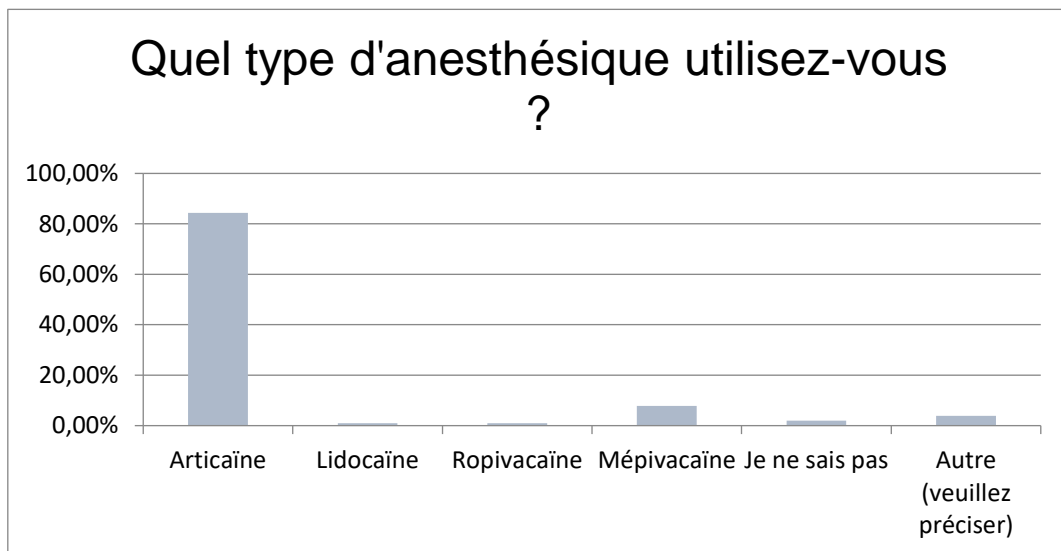 Quel type d'anesthésique utilisez-vous
?
100,00%
80,00%
60,00%
40,00%
20,00%
0,00%
Articaïne
Lidocaïne
Ropivacaïne
Mépivacaïne
Je ne sais pas
Autre
(veuillez
préciser)